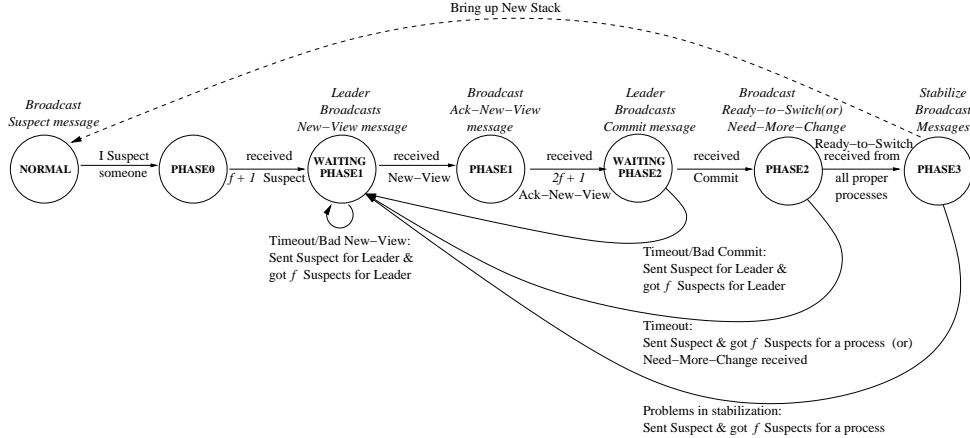 Bring up New Stack
Broadcast
Suspect message
Leader
Broadcasts
New−View message
Broadcast
Ack−New−View
message
Leader
Broadcasts
Commit message
Broadcast
Ready−to−Switch(or)
Need−More−Change
Stabilize
Broadcast
Messages
NORMAL
I Suspect
someone
PHASE0
received
f + 1 Suspect
WAITING
PHASE1
received
New−View
PHASE1
received
2f + 1
Ack−New−View
WAITING
PHASE2
received
Commit
PHASE2
Ready−to−Switch
received from
all proper
processes
PHASE3
Timeout/Bad New−View:
Sent Suspect for Leader &
got f Suspects for Leader
Timeout/Bad Commit:
Sent Suspect for Leader &
got f Suspects for Leader
Timeout:
Sent Suspect & got f Suspects for a process (or)
Need−More−Change received
Problems in stabilization:
Sent Suspect & got f Suspects for a process